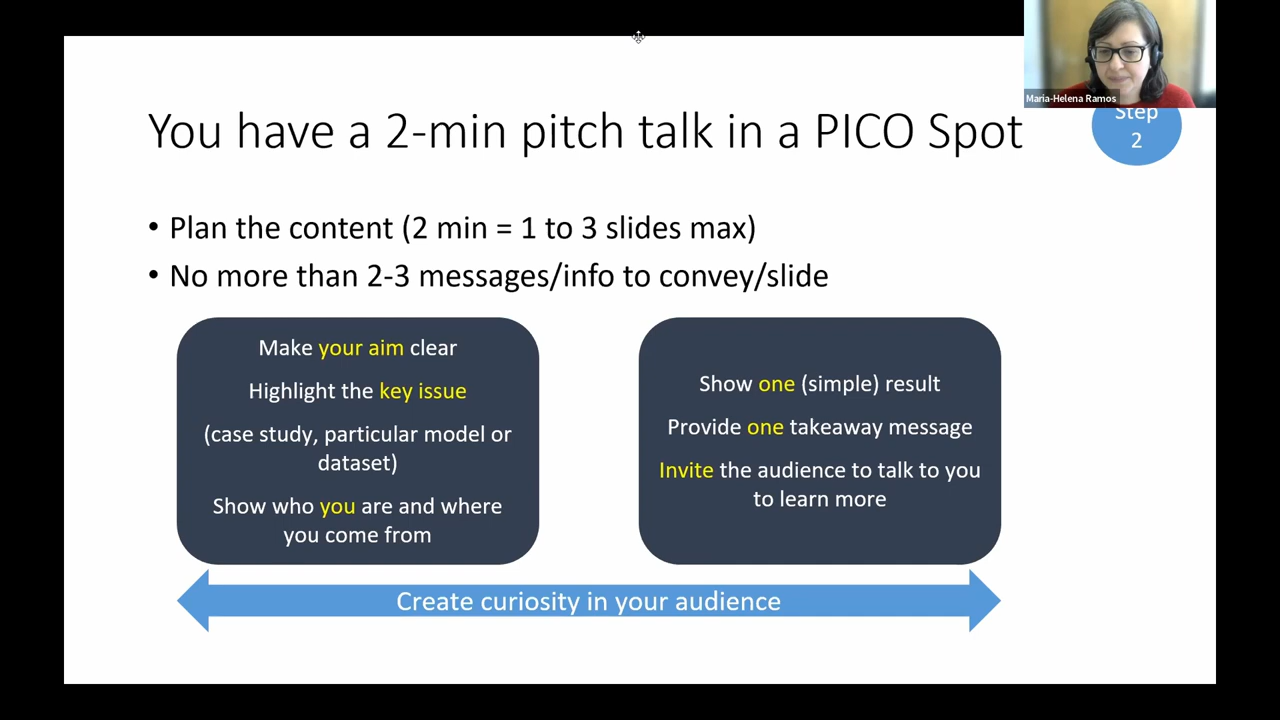 Maria-Helena Ramos
Step
2
You have a 2-min pitch talk in a PICO Spot
• Plan the content (2 min = 1 to 3 slides max)
• No more than 2-3 messages/info to convey/slide
Make your aim clear
Highlight the key issue
(case study, particular model or
dataset)
Show who you are and where
you come from
Show one (simple) result
Provide one takeaway message
Invite the audience to talk to you
to learn more
Create curiosity in your audience